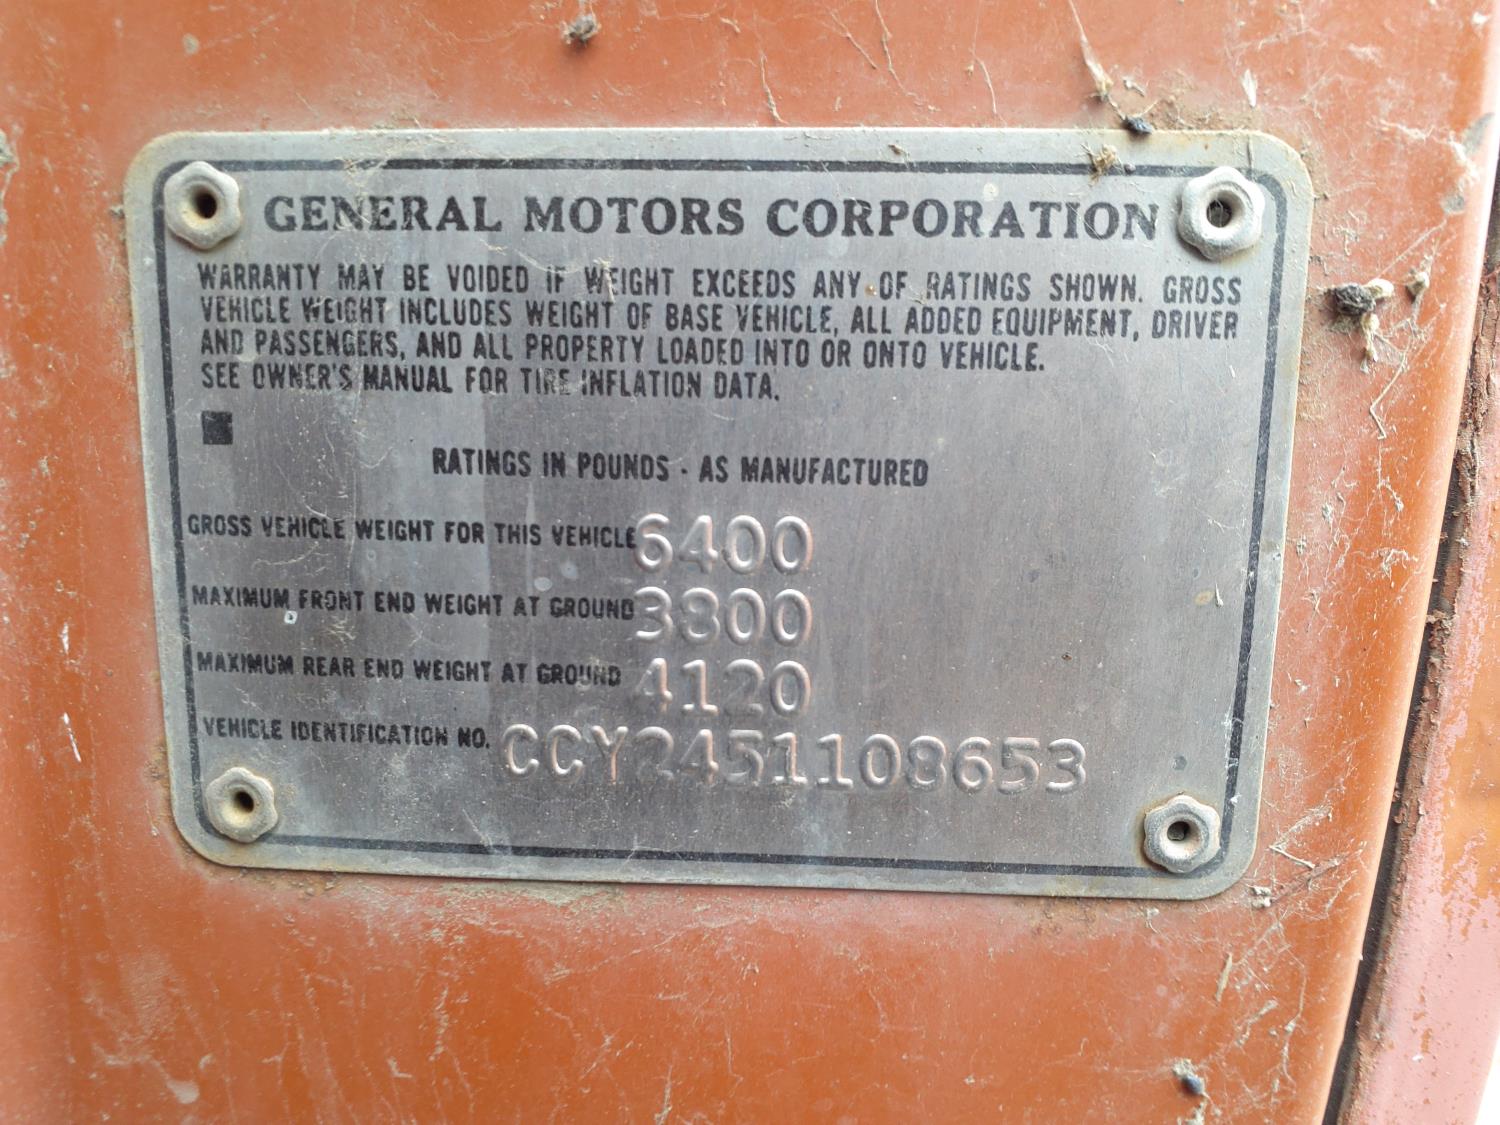 GENERAL MOTORS CORPORATION
WARRANTY MAY BE VOIDED IF WEIGHT EXCEEDS ANY OF RATINGS SHOWN. GROSS
VEHICLE WEIGHT INCLUDES WEIGHT OF BASE VEHICLE, ALL ADDED EQUIPMENT, DRIVER
AND PASSENGERS, AND ALL PROPERTY LOADED INTO OR ONTO VEHICLE.
SEE OWNER'S MANUAL FOR TIRE INFLATION DATA.
RATINGS IN POUNDS - AS MANUFACTURED
GROSS VEHICLE WEIGHT FOR THIS VEHICLE 6400
MAXIMUM FRONT END WEIGHT AT GROUND 3800
MAXIMUM REAR END WEIGHT AT GROUND 4120
VEHICLE IDENTIFICATION NO. CCY2451108653